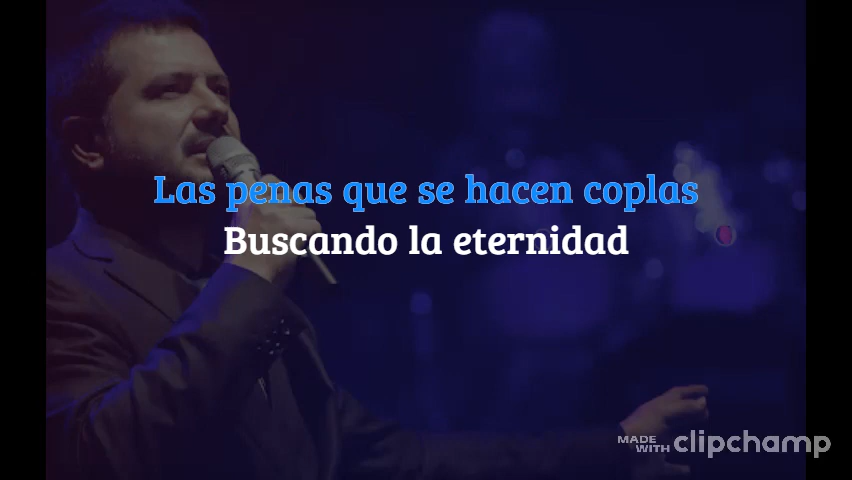 Las penas que se hacen coplas
Buscando la eternidad
MADE WITH clipchamp